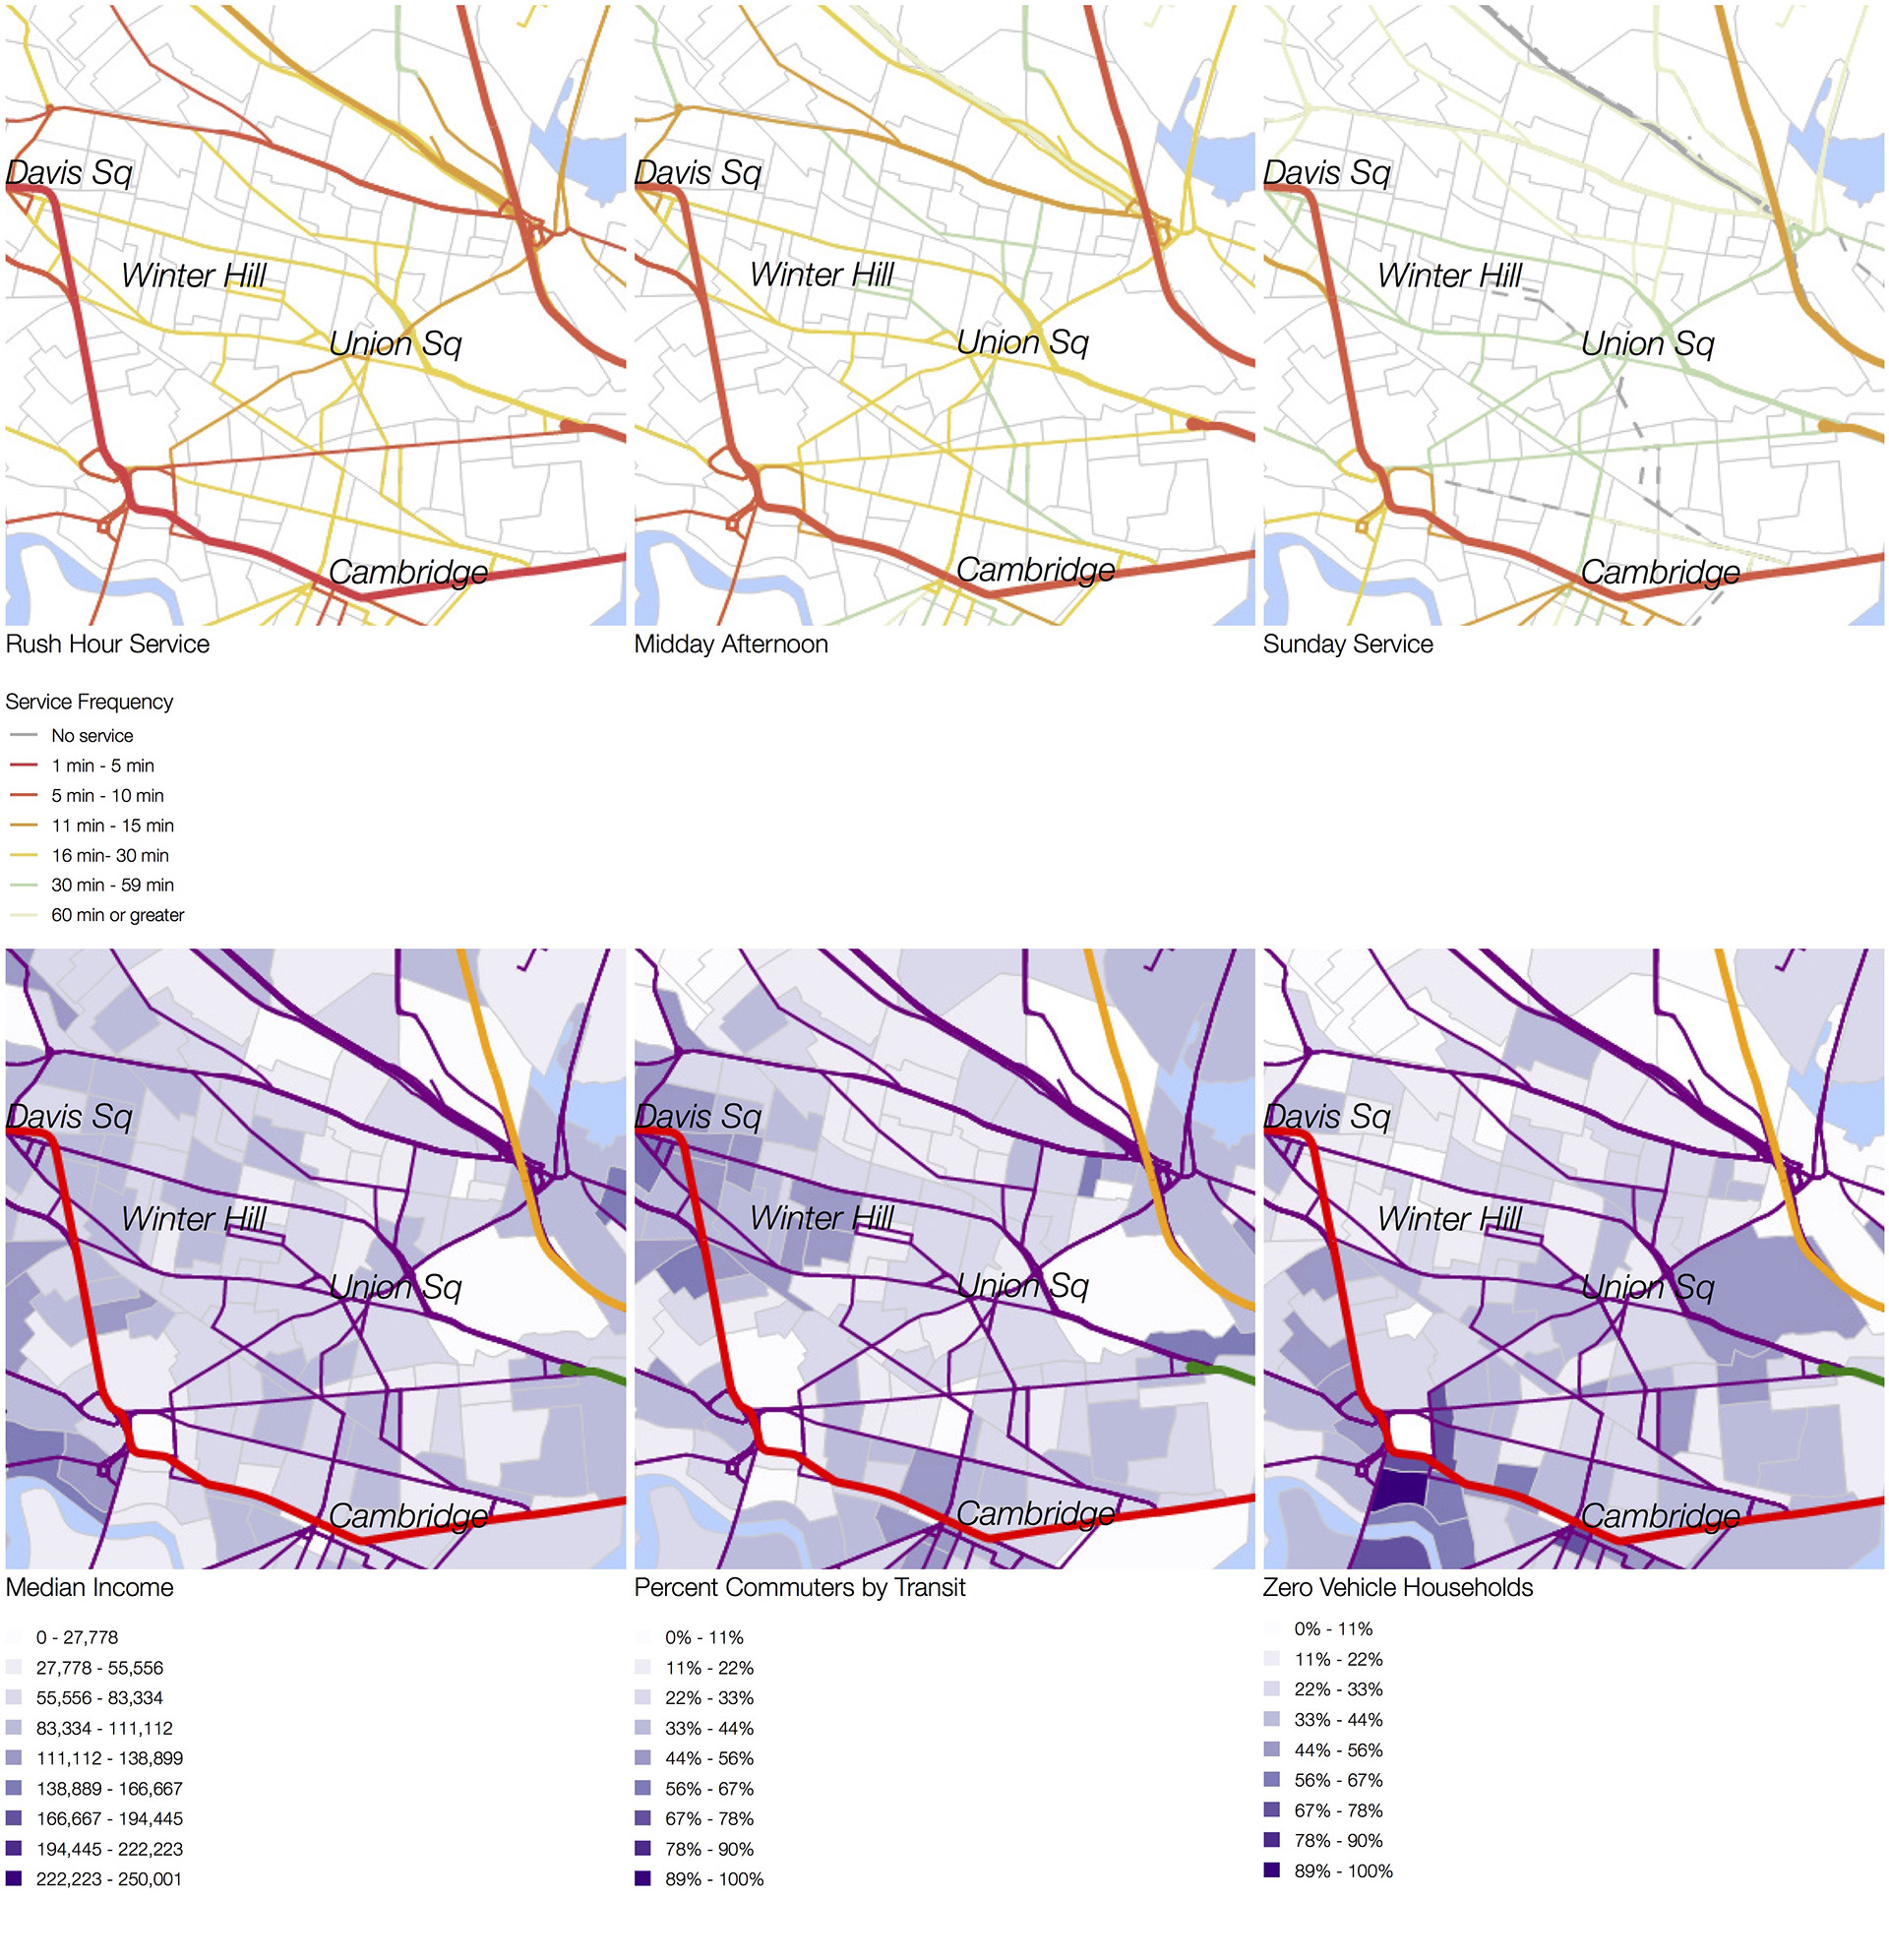 Davis Sq
Winter Hill
Union Sq
Cambridge
Rush Hour Service
Davis Sq
Winter Hill
Union Sq
Cambridge
Midday Afternoon
Davis Sq
Winter Hill
Union Sq
Cambridge
Sunday Service
Service Frequency
No service
1 min - 5 min
5 min - 10 min
11 min - 15 min
16 min- 30 min
30 min - 59 min
60 min or greater
Davis Sq
Winter Hill
Union Sq
Cambridge
Median Income
0 - 27,778
27,778 - 55,556
55,556 - 83,334
83,334 - 111,112
111,112 - 138,899
138,889 - 166,667
166,667 - 194,445
194,445 - 222,223
222,223 - 250,001
Davis Sq
Winter Hill
Union Sq
Cambridge
Percent Commuters by Transit
0% - 11%
11% - 22%
22% - 33%
33% - 44%
44% - 56%
56% - 67%
67% - 78%
78% - 90%
89% - 100%
Davis Sq
Winter Hill
Union Sq
Cambridge
Zero Vehicle Households
0% - 11%
11% - 22%
22% - 33%
33% - 44%
44% - 56%
56% - 67%
67% - 78%
78% - 90%
89% - 100%